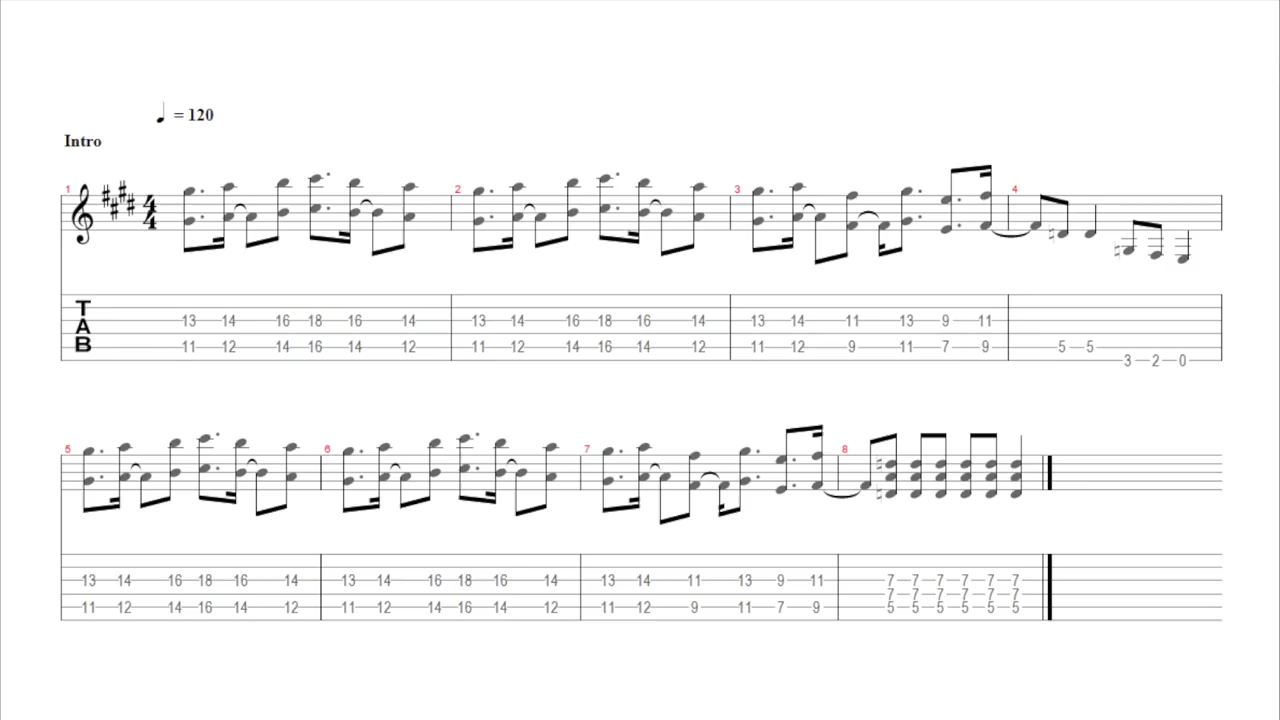 = 120
Intro
1 2 3 4
4
4
T 13 14 16 18 16 14 13 14 16 18 16 14 13 14 11 13 9 11
A
B 11 12 14 16 14 12 11 12 14 16 14 12 11 12 9 11 7 9 5 5
3 2 0
5 6 7 8
13 14 16 18 16 14 13 14 16 18 16 14 13 14 11 13 9 11 7 7 7 7 7 7
7 7 7 7 7 7
11 12 14 16 14 12 11 12 14 16 14 12 11 12 9 11 7 9 5 5 5 5 5 5